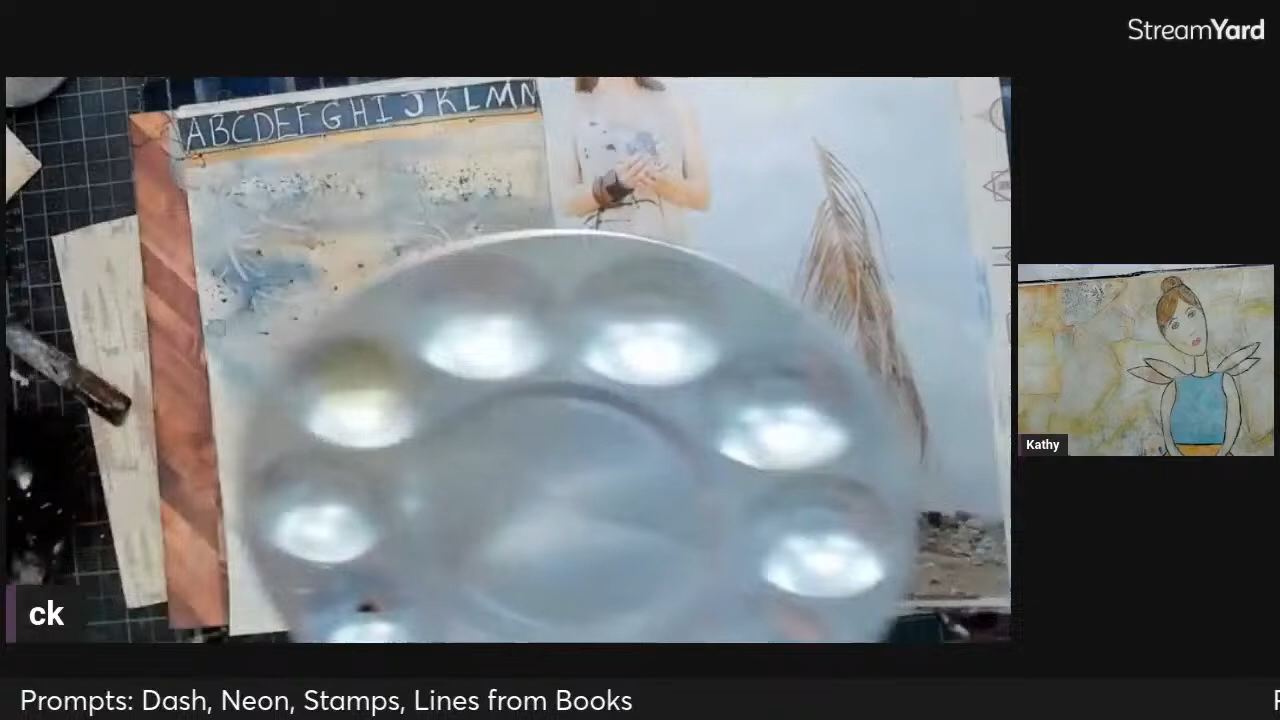 StreamYard
ABCDEFGHIJKLMN
Kathy
ck
Prompts: Dash, Neon, Stamps, Lines from Books